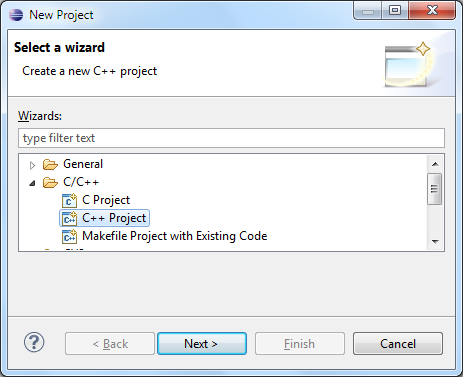 New Project
Select a wizard
Create a new C++ project
Wizards:
type filter text
General
C/C++
C Project
C++ Project
Makefile Project with Existing Code
< Back
Next >
Finish
Cancel